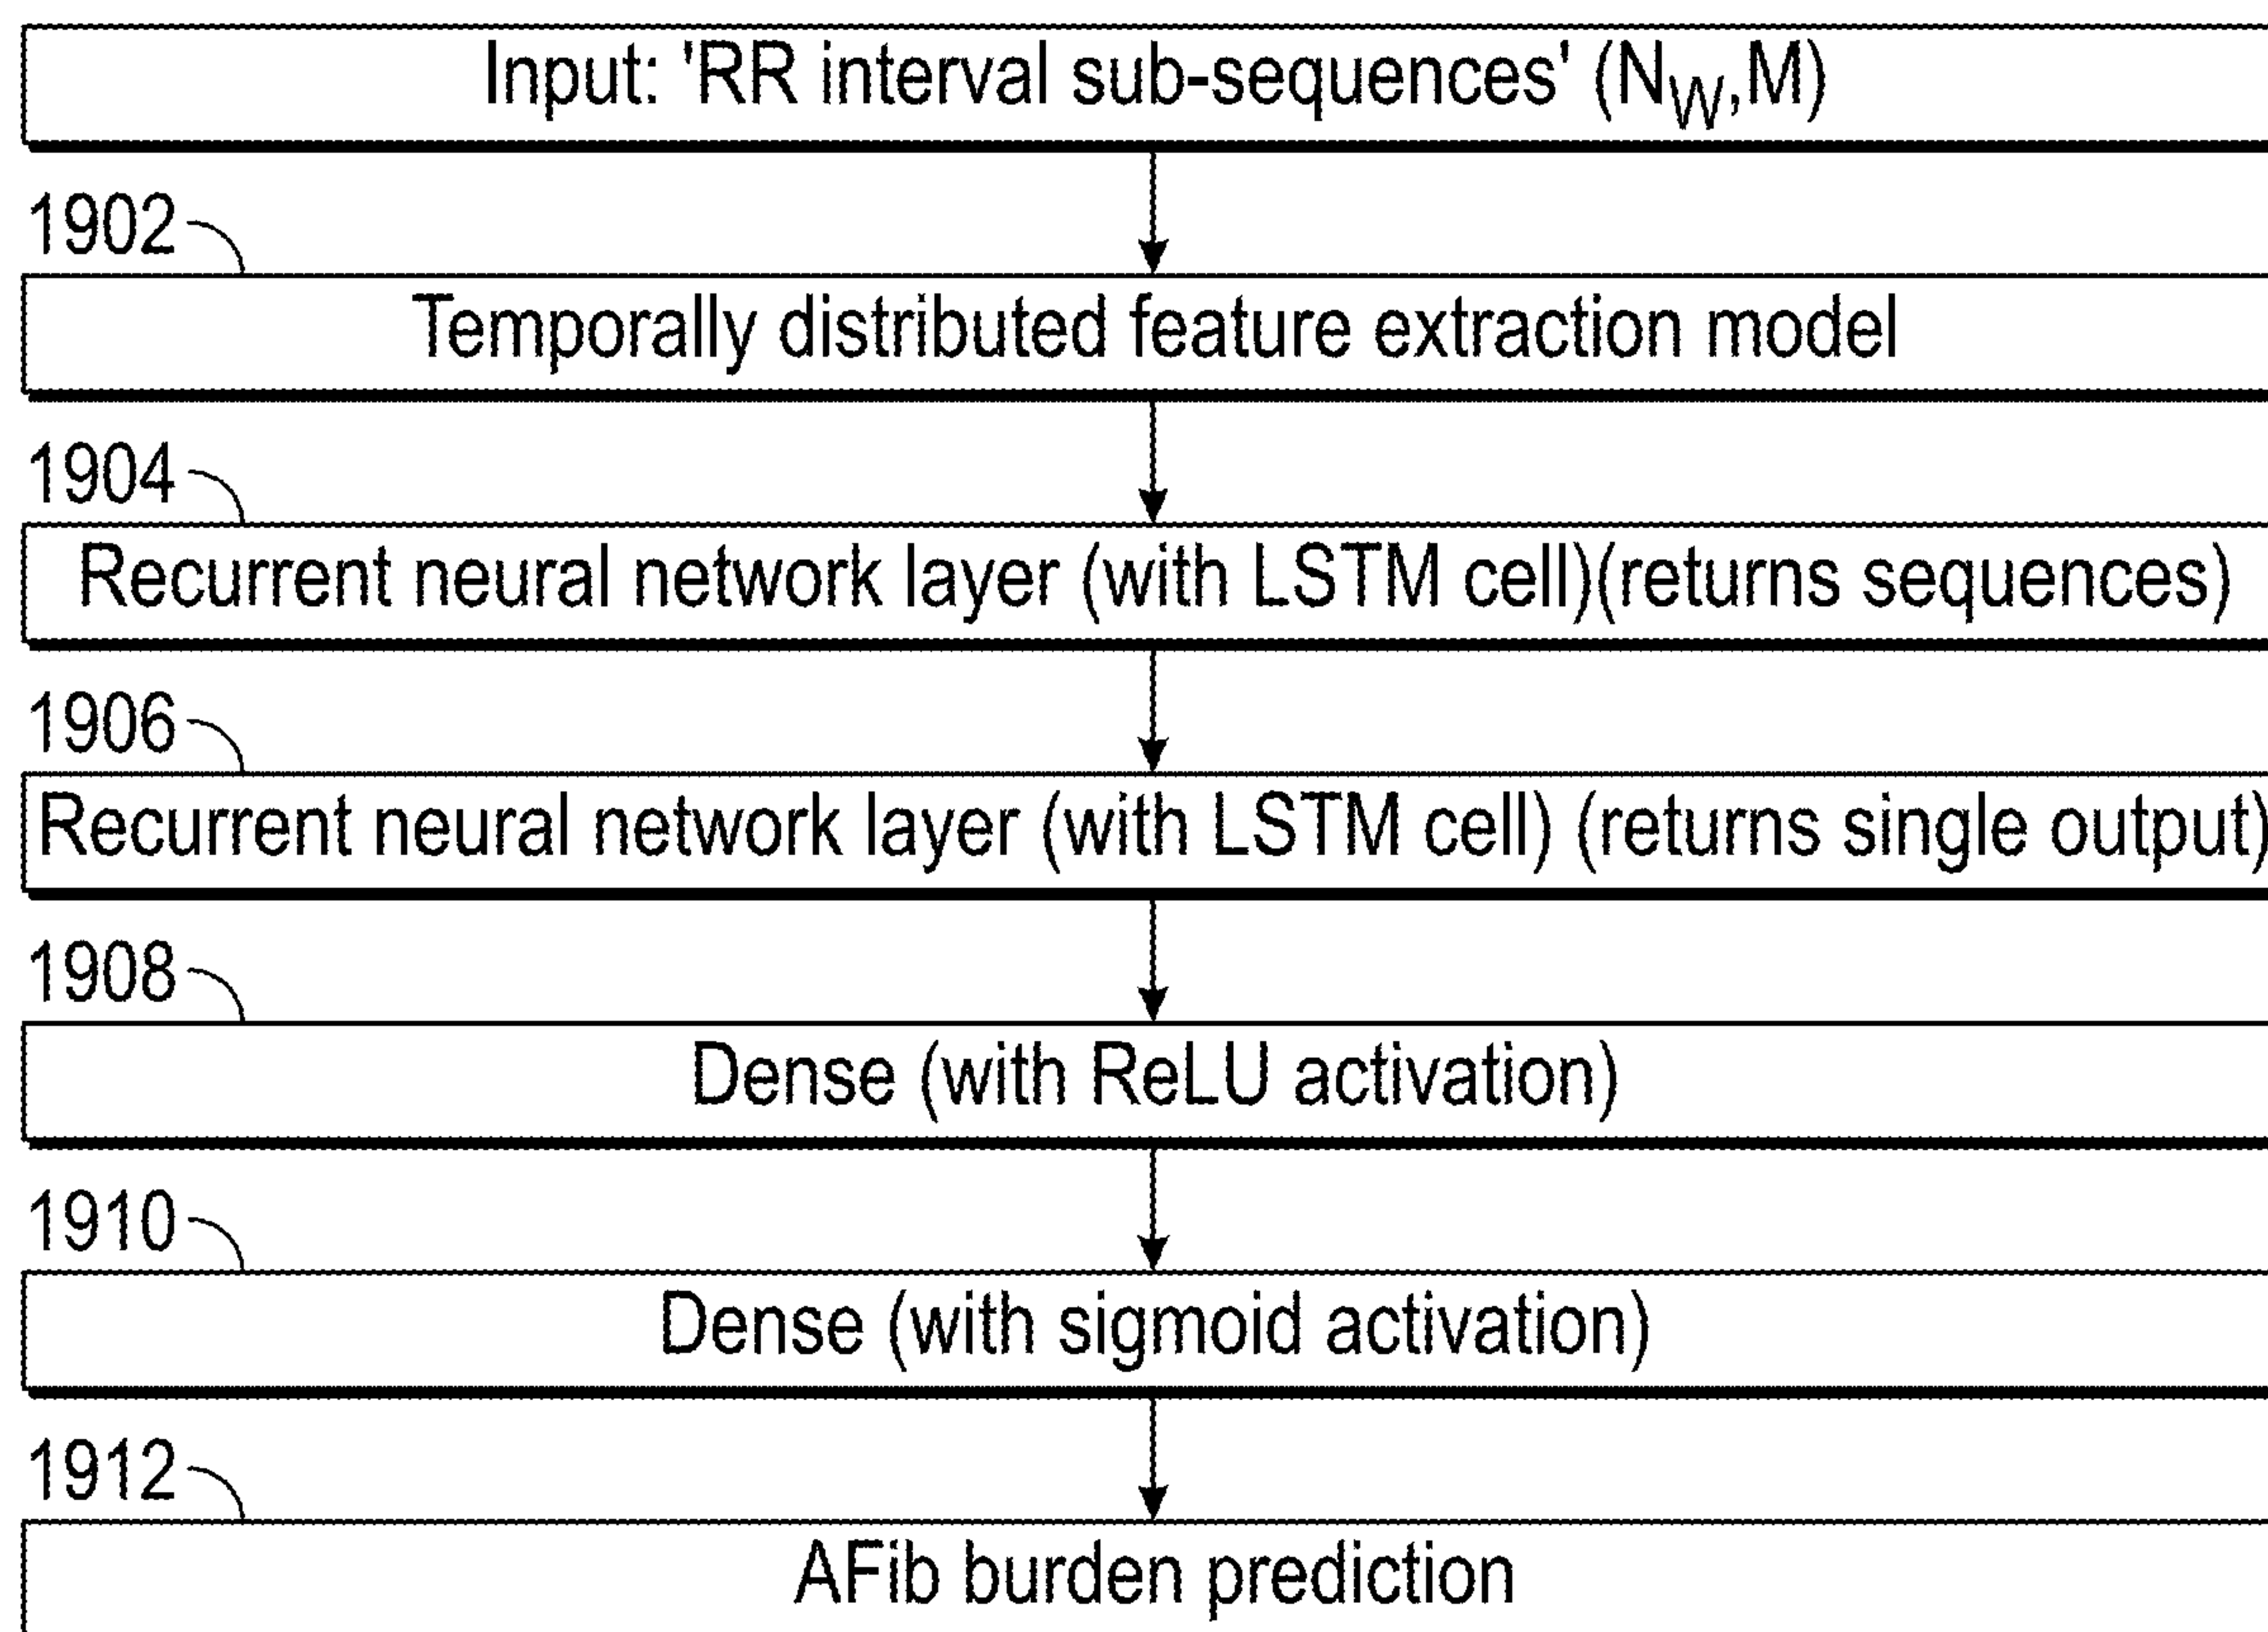 Input: 'RR interval sub-sequences' (NW,M)
1902
Temporally distributed feature extraction model
1904
Recurrent neural network layer (with LSTM cell)(returns sequences)
1906
Recurrent neural network layer (with LSTM cell) (returns single output)
1908
Dense (with ReLU activation)
1910
Dense (with sigmoid activation)
1912
AFib burden prediction